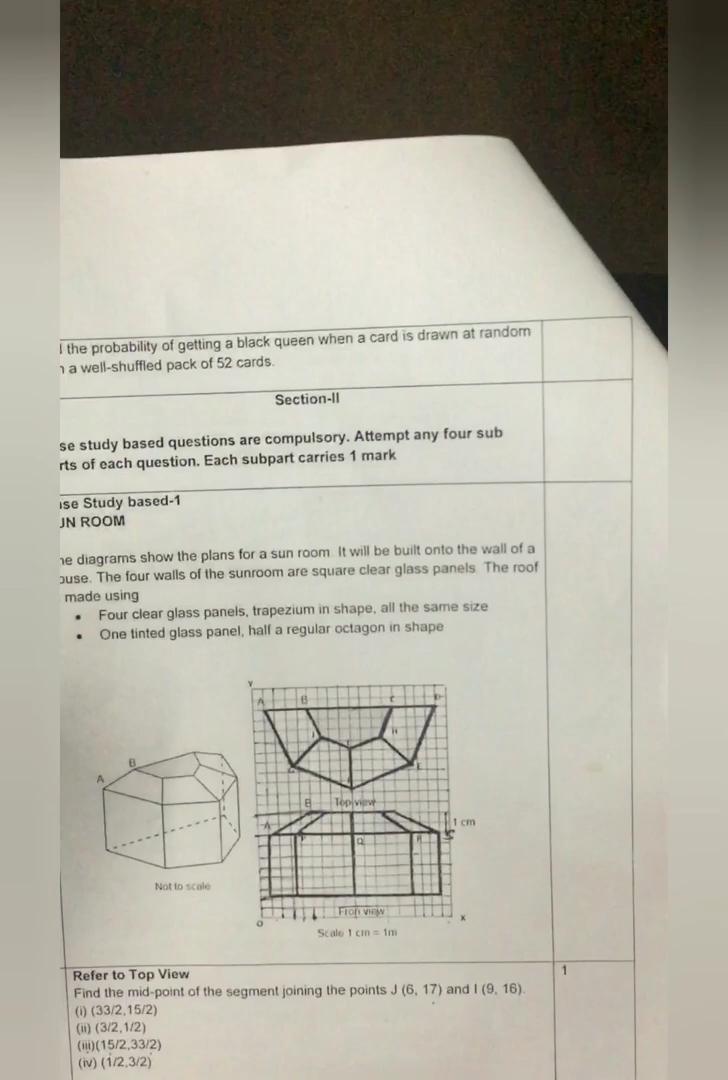 the probability of getting a black queen when a card is drawn at random
a well-shuffled pack of 52 cards.
Section-II
se study based questions are compulsory. Attempt any four sub
rts of each question. Each subpart carries 1 mark
se Study based-1
UN ROOM
he diagrams show the plans for a sun room. It will be built onto the wall of a
ouse. The four walls of the sunroom are square clear glass panels. The roof
made using
• Four clear glass panels, trapezium in shape, all the same size
• One tinted glass panel, half a regular octagon in shape
Y
A B C D
J H
G I E
F
A B
Top view
B
A 1 cm S
P Q R
Not to scale
Fron view
O X
Scale 1 cm = 1m
Refer to Top View 1
Find the mid-point of the segment joining the points J (6, 17) and I (9, 16).
(i) (33/2,15/2)
(ii) (3/2,1/2)
(iii)(15/2,33/2)
(iv) (1/2,3/2)